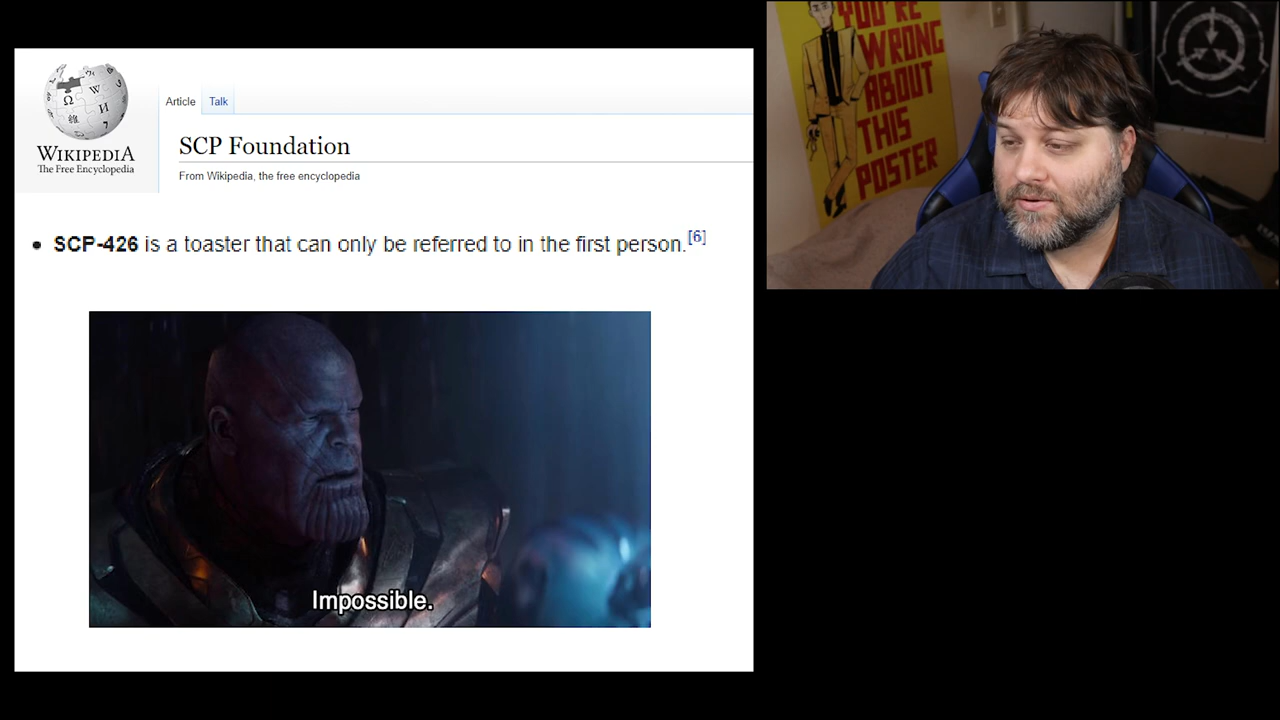 WIKIPEDIA
The Free Encyclopedia
Article Talk
SCP Foundation
From Wikipedia, the free encyclopedia
• SCP-426 is a toaster that can only be referred to in the first person.[6]
Impossible.
YOU'RE
WRONG
ABOUT
THIS
POSTER